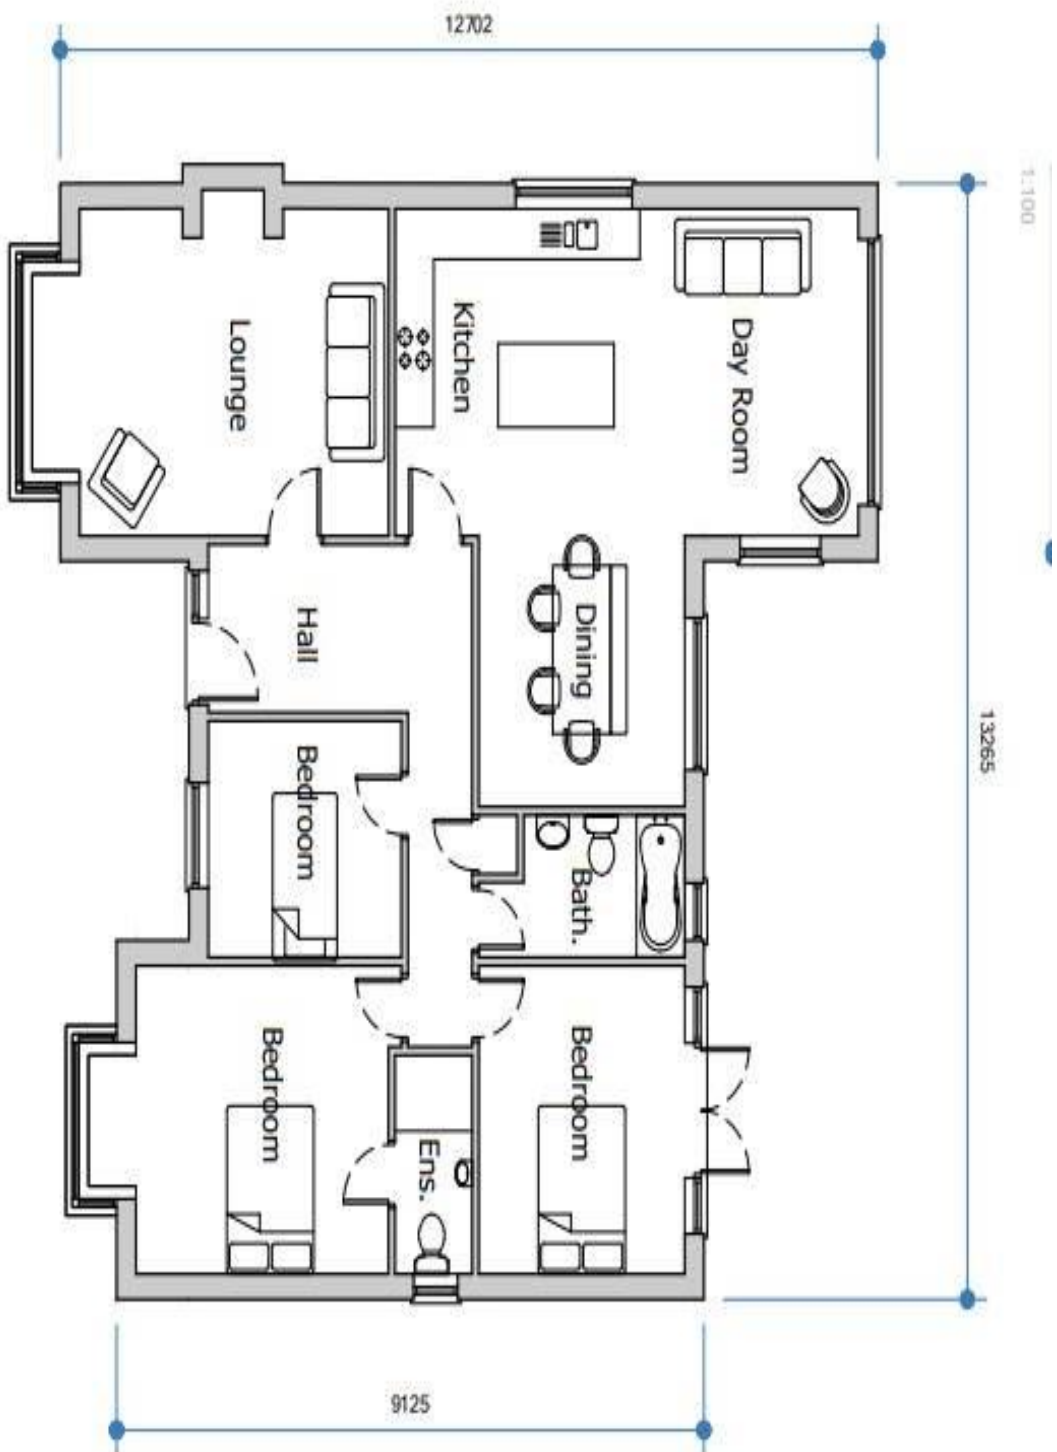 12702
1:100
Lounge
Kitchen
Day Room
Hall
Dining
13265
Bedroom
Bath.
Bedroom
Ens.
Bedroom
9125